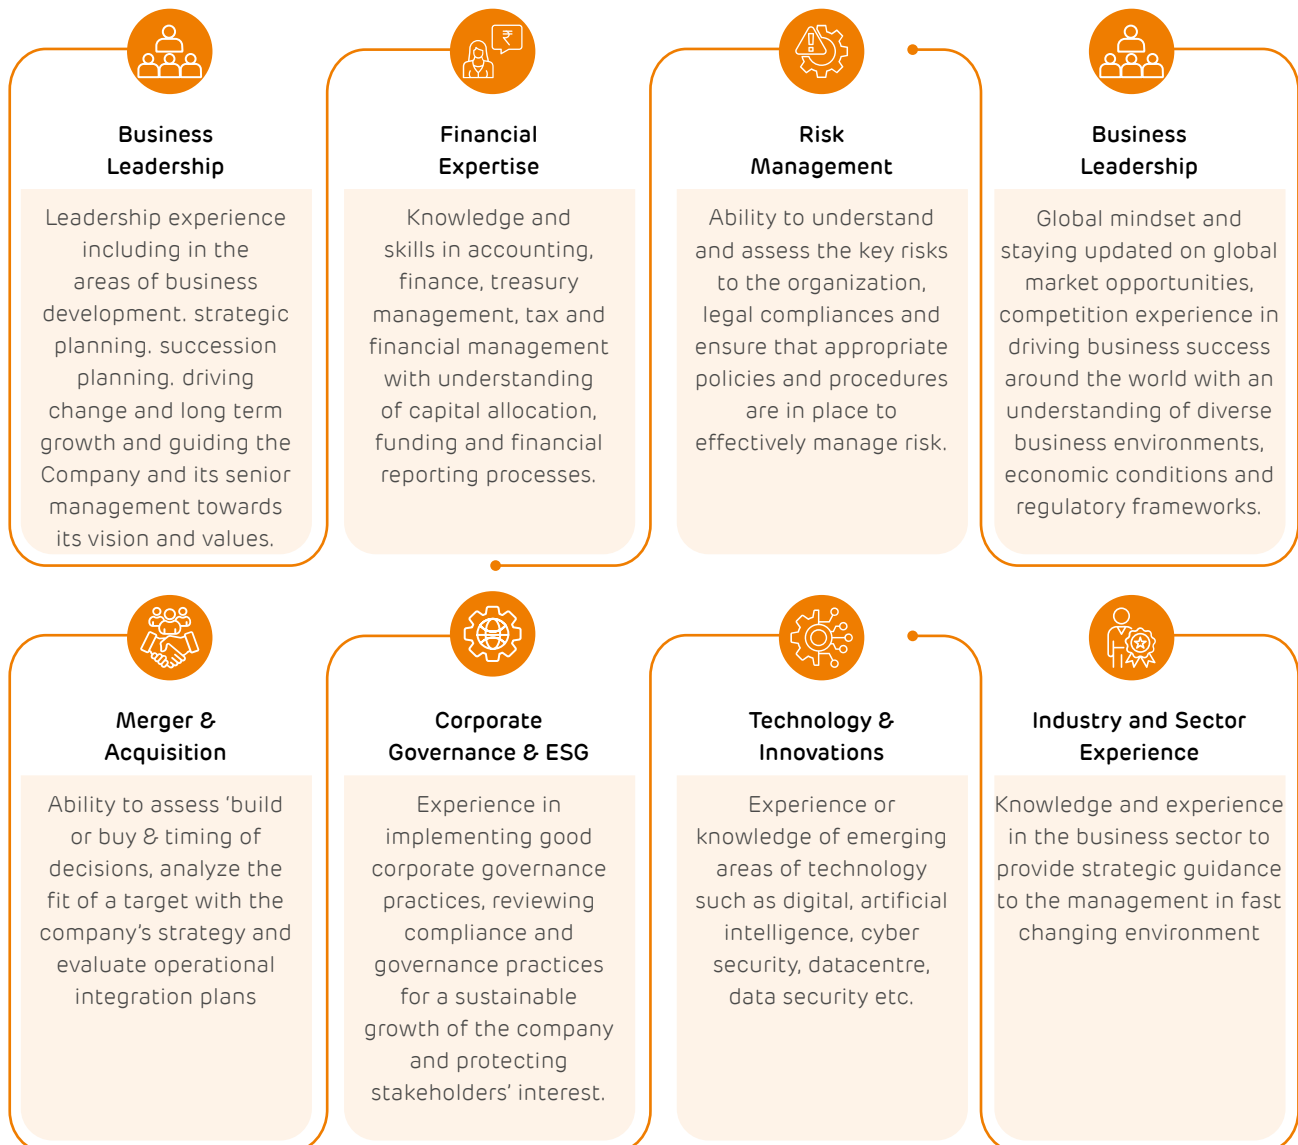 Business
Leadership
Leadership experience
including in the
areas of business
development. strategic
planning. succession
planning. driving
change and long term
growth and guiding the
Company and its senior
management towards
its vision and values.
₹
Financial
Expertise
Knowledge and
skills in accounting,
finance, treasury
management, tax and
financial management
with understanding
of capital allocation,
funding and financial
reporting processes.
Risk
Management
Ability to understand
and assess the key risks
to the organization,
legal compliances and
ensure that appropriate
policies and procedures
are in place to
effectively manage risk.
Business
Leadership
Global mindset and
staying updated on global
market opportunities,
competition experience in
driving business success
around the world with an
understanding of diverse
business environments,
economic conditions and
regulatory frameworks.
Merger &
Acquisition
Ability to assess ‘build
or buy & timing of
decisions, analyze the
fit of a target with the
company’s strategy and
evaluate operational
integration plans
Corporate
Governance & ESG
Experience in
implementing good
corporate governance
practices, reviewing
compliance and
governance practices
for a sustainable
growth of the company
and protecting
stakeholders’ interest.
Technology &
Innovations
Experience or
knowledge of emerging
areas of technology
such as digital, artificial
intelligence, cyber
security, datacentre,
data security etc.
Industry and Sector
Experience
Knowledge and experience
in the business sector to
provide strategic guidance
to the management in fast
changing environment